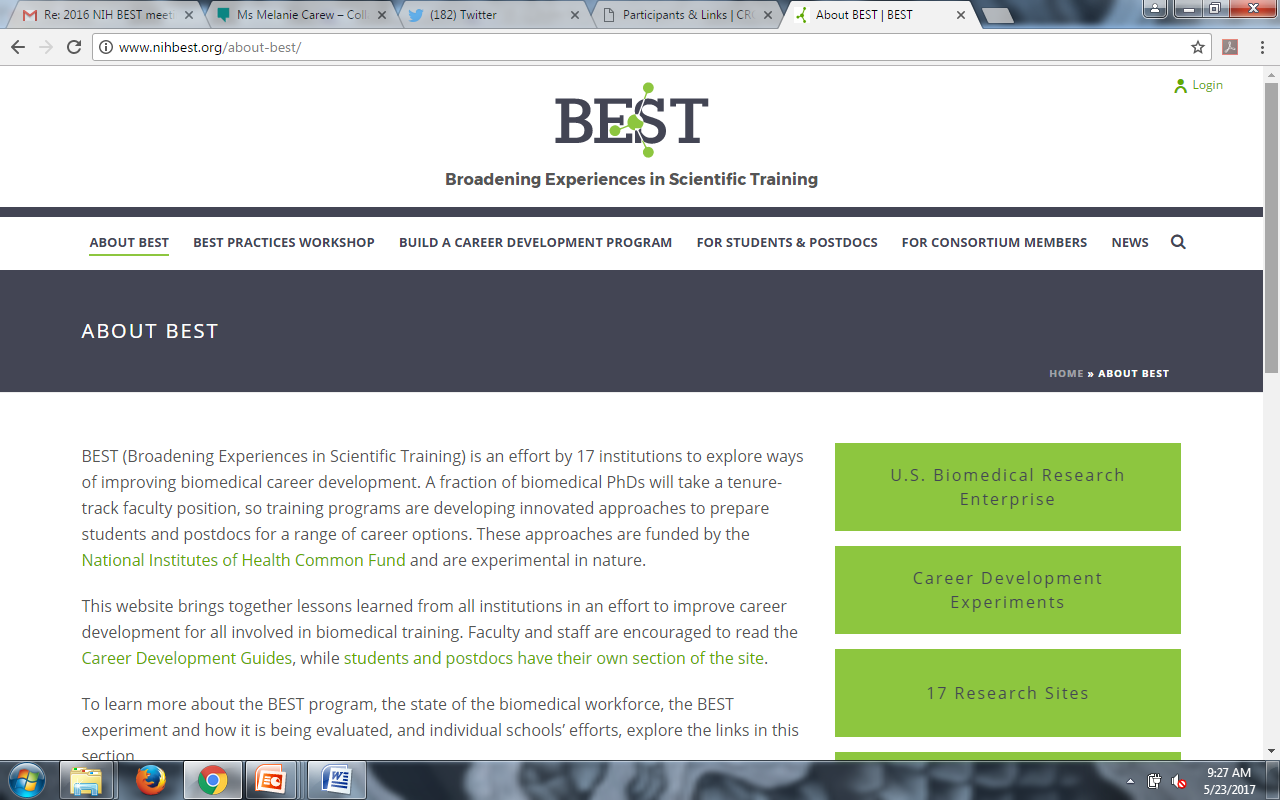 Re: 2016 NIH BEST meet
Ms Melanie Carew – Coll
(182) Twitter
Participants & Links | CR
About BEST | BEST
www.nihbest.org/about-best/
Login
BEST
Broadening Experiences in Scientific Training
ABOUT BEST BEST PRACTICES WORKSHOP BUILD A CAREER DEVELOPMENT PROGRAM FOR STUDENTS & POSTDOCS FOR CONSORTIUM MEMBERS NEWS
ABOUT BEST
HOME » ABOUT BEST
BEST (Broadening Experiences in Scientific Training) is an effort by 17 institutions to explore ways
of improving biomedical career development. A fraction of biomedical PhDs will take a tenure-
track faculty position, so training programs are developing innovated approaches to prepare
students and postdocs for a range of career options. These approaches are funded by the
National Institutes of Health Common Fund and are experimental in nature.
This website brings together lessons learned from all institutions in an effort to improve career
development for all involved in biomedical training. Faculty and staff are encouraged to read the
Career Development Guides, while students and postdocs have their own section of the site.
To learn more about the BEST program, the state of the biomedical workforce, the BEST
experiment and how it is being evaluated, and individual schools’ efforts, explore the links in this
section
U.S. Biomedical Research
Enterprise
Career Development
Experiments
17 Research Sites
9:27 AM
5/23/2017